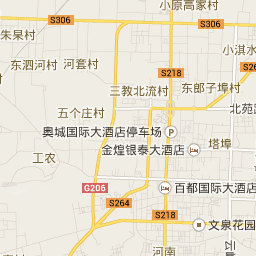 小原高家村
S306
S306
朱杲村
小淇水
东泗河村
河套村
S218
东郎子埠村
三教北流村
北苑
五个庄村
奥城国际大酒店停车场
塔埠
金煌银泰大酒店
工农
G206
百都国际大酒店
S264
S218
文泉花园
河南